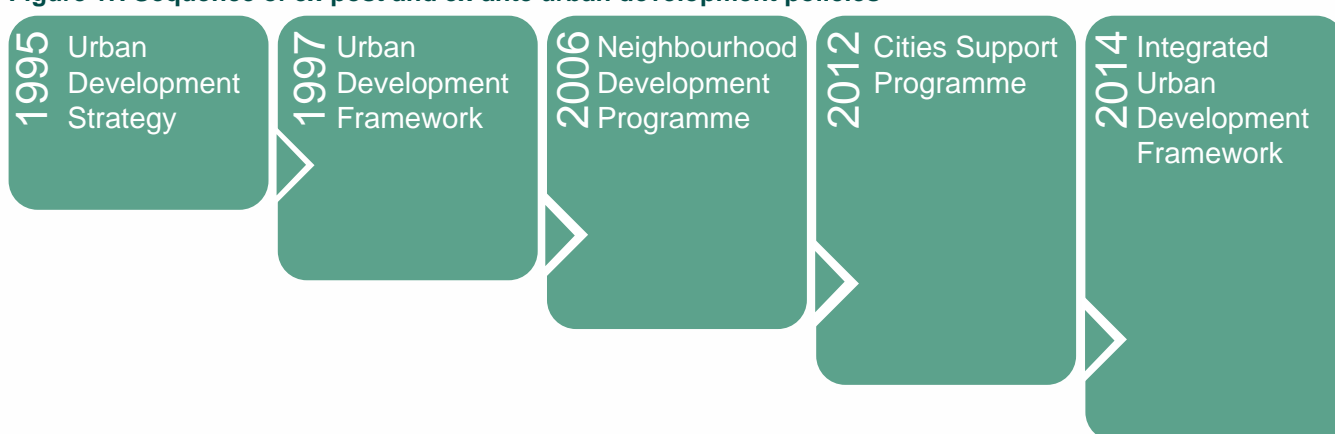 1995
Urban
Development
Strategy
1997
Urban
Development
Framework
2006
Neighbourhood
Development
Programme
2012
Cities Support
Programme
2014
Integrated
Urban
Development
Framework